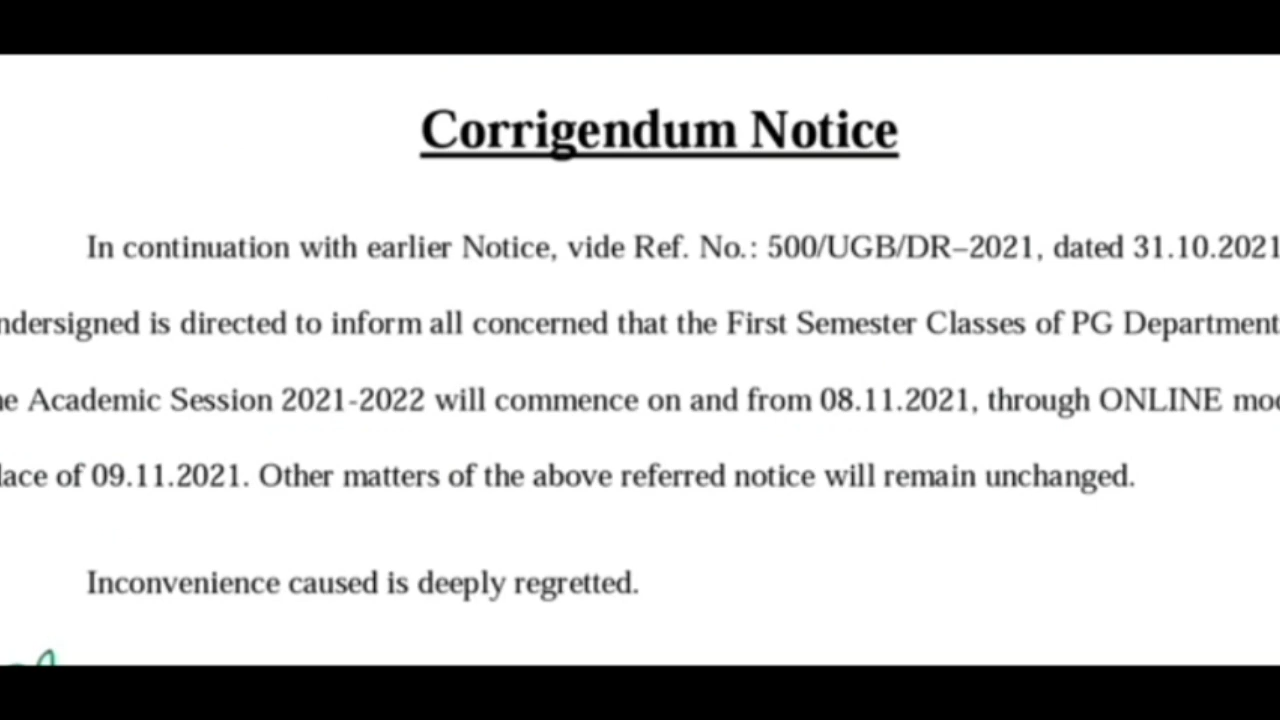 Corrigendum Notice
In continuation with earlier Notice, vide Ref. No.: 500/UGB/DR–2021, dated 31.10.2021
ndersigned is directed to inform all concerned that the First Semester Classes of PG Department
e Academic Session 2021-2022 will commence on and from 08.11.2021, through ONLINE mo
lace of 09.11.2021. Other matters of the above referred notice will remain unchanged.
Inconvenience caused is deeply regretted.